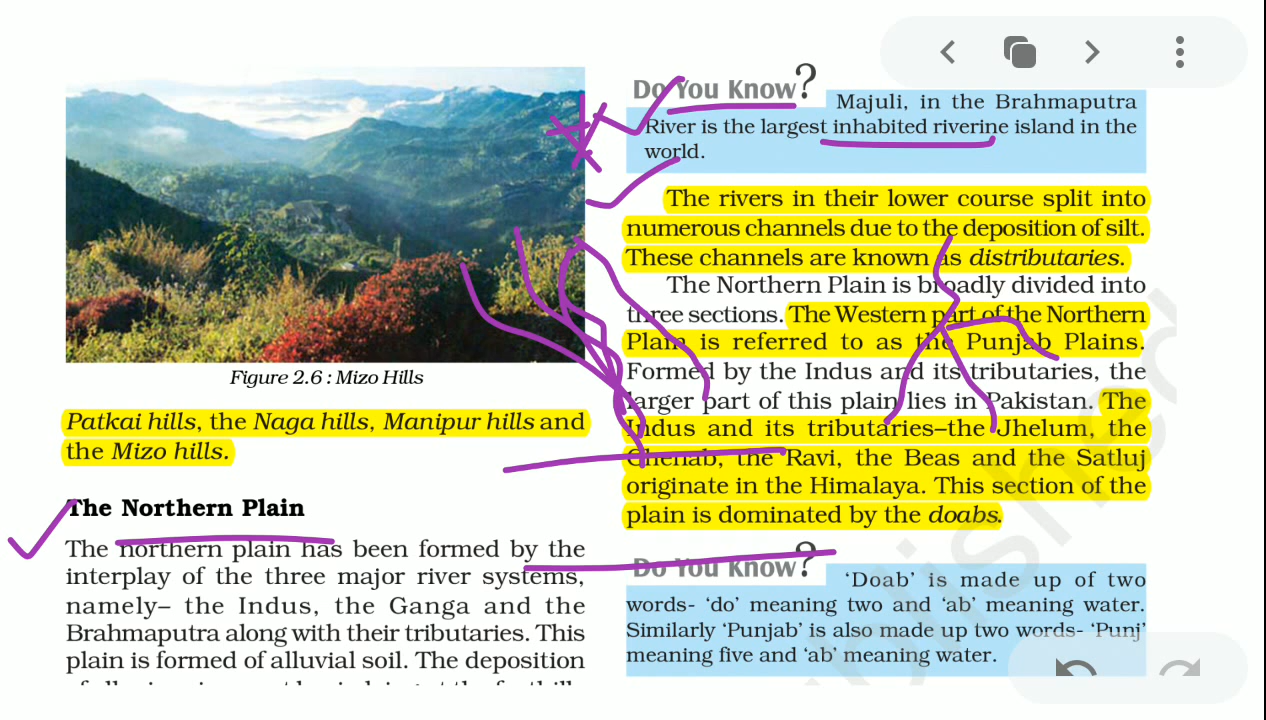 Figure 2.6 : Mizo Hills
Patkai hills, the Naga hills, Manipur hills and
the Mizo hills.
The Northern Plain
The northern plain has been formed by the
interplay of the three major river systems,
namely– the Indus, the Ganga and the
Brahmaputra along with their tributaries. This
plain is formed of alluvial soil. The deposition
Do You Know?
Majuli, in the Brahmaputra
River is the largest inhabited riverine island in the
world.
The rivers in their lower course split into
numerous channels due to the deposition of silt.
These channels are known as distributaries.
The Northern Plain is broadly divided into
three sections. The Western part of the Northern
Plain is referred to as the Punjab Plains.
Formed by the Indus and its tributaries, the
larger part of this plain lies in Pakistan. The
Indus and its tributaries–the Jhelum, the
Chenab, the Ravi, the Beas and the Satluj
originate in the Himalaya. This section of the
plain is dominated by the doabs.
Do You Know?
‘Doab’ is made up of two
words- ‘do’ meaning two and ‘ab’ meaning water.
Similarly ‘Punjab’ is also made up two words- ‘Punj’
meaning five and ‘ab’ meaning water.